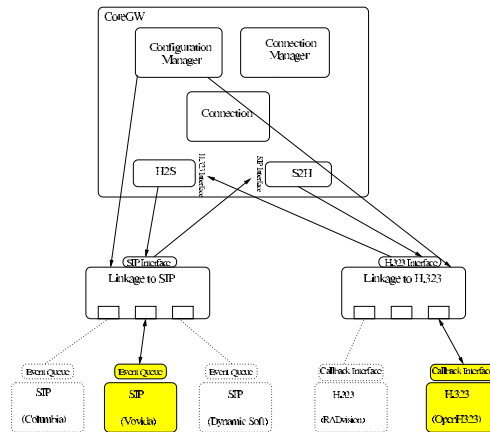 CoreGW
Configuration
Manager
Connection
Manager
Connection
H2S
H.323 Interface
SIP Interface
S2H
SIP Interface
Linkage to SIP
H.323 Interface
Linkage to H.323
Event Queue
SIP
(Columbia)
Event Queue
SIP
(Vovida)
Event Queue
SIP
(Dynamic Soft)
Callback Interface
H.323
(RADvision)
Callback Interface
H.323
(OpenH323)